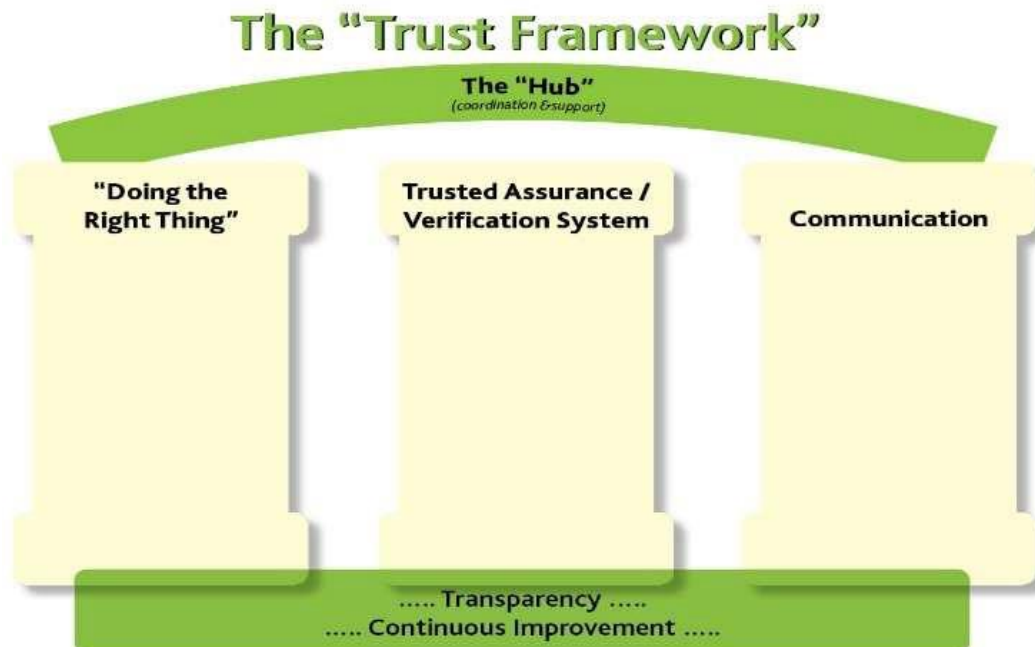 The “Trust Framework”
The “Hub”
(coordination & support)
“Doing the
Right Thing”
Trusted Assurance /
Verification System
Communication
..... Transparency .....
..... Continuous Improvement .....